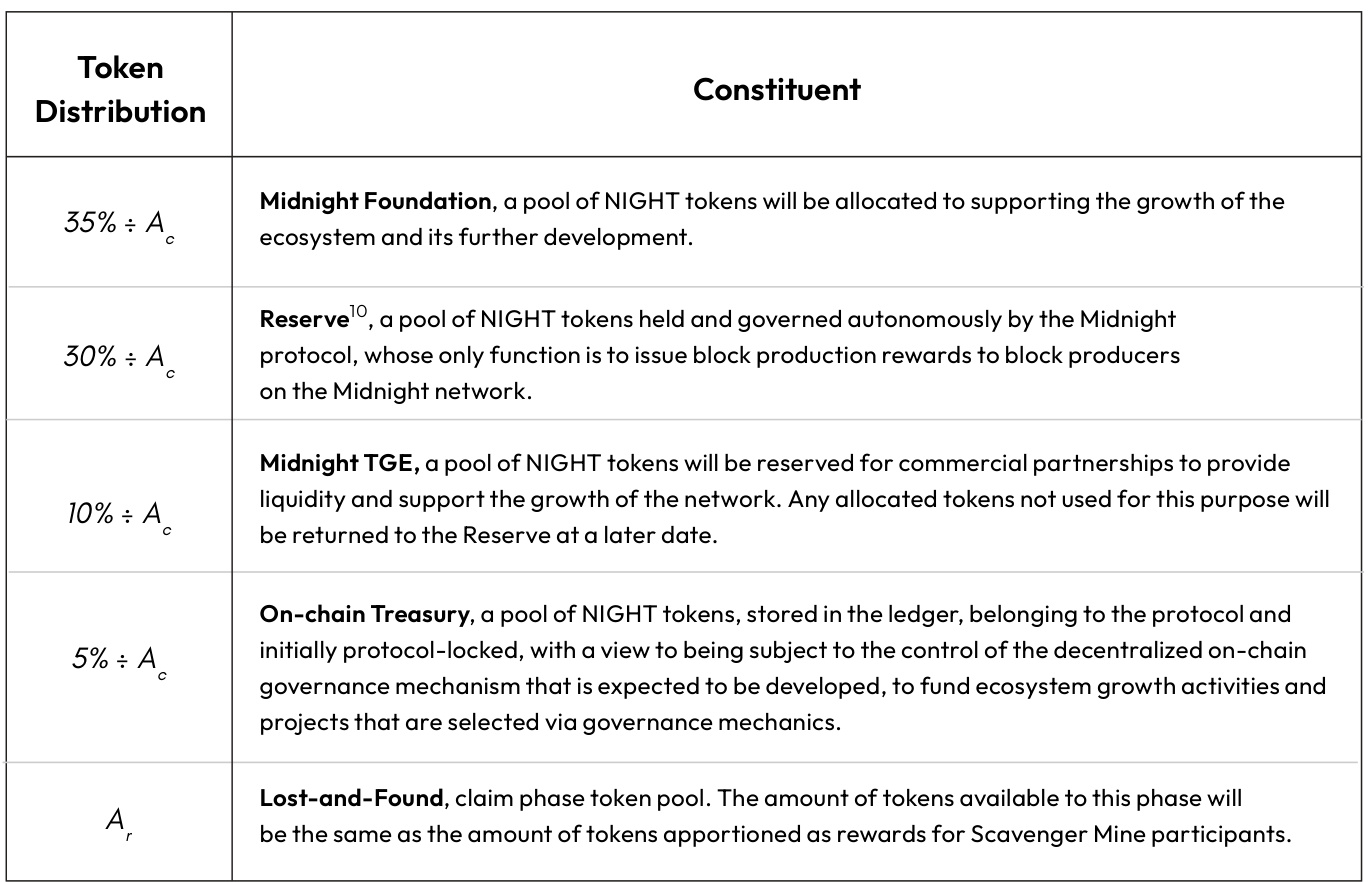 Token
Distribution
Constituent
35% ÷ A_c
Midnight Foundation, a pool of NIGHT tokens will be allocated to supporting the growth of the
ecosystem and its further development.
30% ÷ A_c
Reserve¹⁰, a pool of NIGHT tokens held and governed autonomously by the Midnight
protocol, whose only function is to issue block production rewards to block producers
on the Midnight network.
10% ÷ A_c
Midnight TGE, a pool of NIGHT tokens will be reserved for commercial partnerships to provide
liquidity and support the growth of the network. Any allocated tokens not used for this purpose will
be returned to the Reserve at a later date.
5% ÷ A_c
On-chain Treasury, a pool of NIGHT tokens, stored in the ledger, belonging to the protocol and
initially protocol-locked, with a view to being subject to the control of the decentralized on-chain
governance mechanism that is expected to be developed, to fund ecosystem growth activities and
projects that are selected via governance mechanics.
A_r
Lost-and-Found, claim phase token pool. The amount of tokens available to this phase will
be the same as the amount of tokens apportioned as rewards for Scavenger Mine participants.